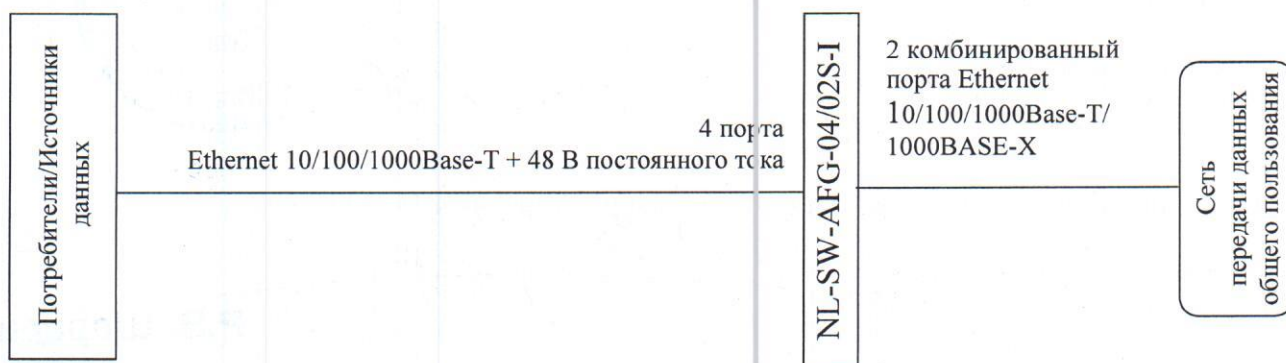 Потребители/Источники
данных
4 порта
Ethernet 10/100/1000Base-T + 48 В постоянного тока
NL-SW-AFG-04/02S-I
2 комбинированный
порта Ethernet
10/100/1000Base-T/
1000BASE-X
Сеть
передачи данных
общего пользования